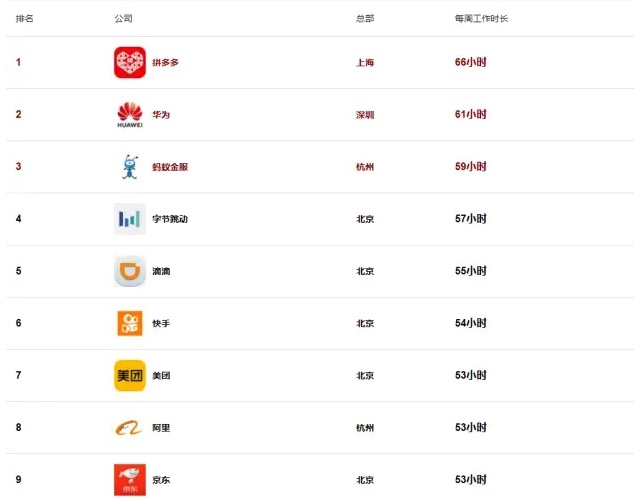 排名 公司 总部 每周工作时长
1 拼多多 上海 66小时
2 HUAWEI 华为 深圳 61小时
3 蚂蚁金服 杭州 59小时
4 字节跳动 北京 57小时
5 滴滴 北京 55小时
6 快手 北京 54小时
7 美团 美团 北京 53小时
8 阿里 杭州 53小时
9 京东 京东 北京 53小时